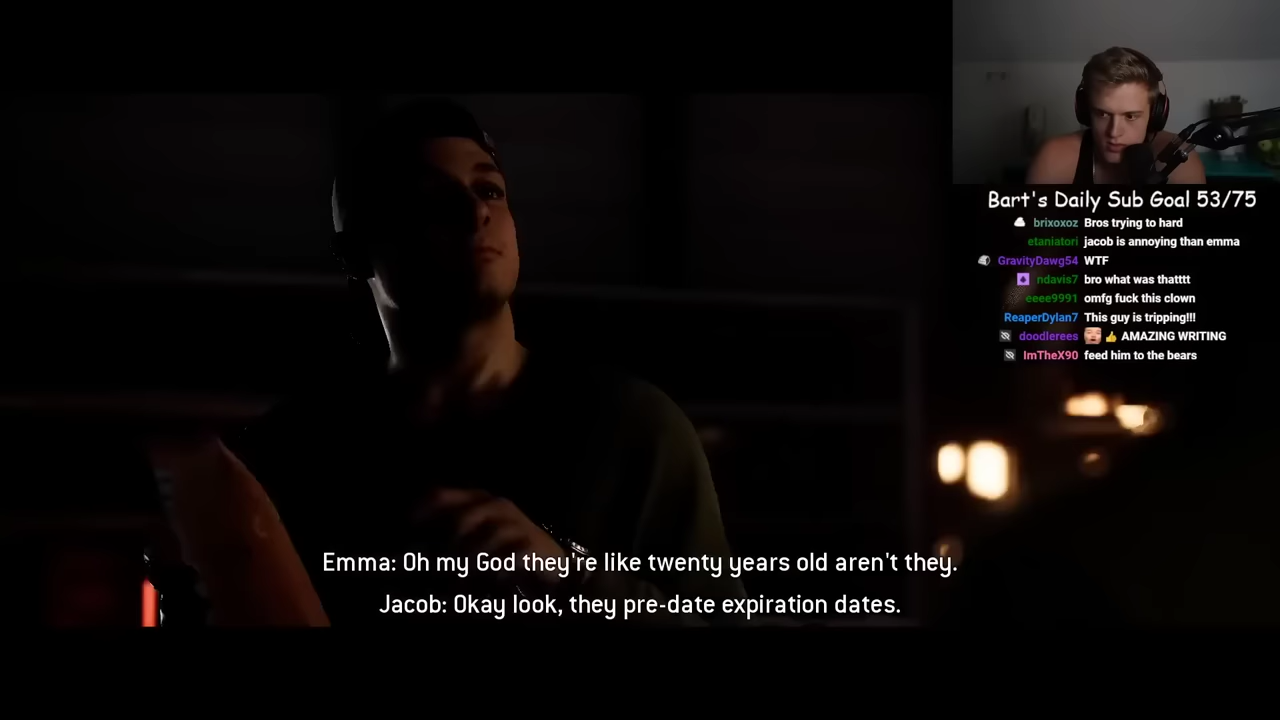 Bart's Daily Sub Goal 53/75
brixoxoz Bros trying to hard
etaniatori jacob is annoying than emma
GravityDawg54 WTF
ndavis7 bro what was thatttt
eeee9991 omfg fuck this clown
ReaperDylan7 This guy is tripping!!!
doodlerees AMAZING WRITING
ImTheX90 feed him to the bears
Emma: Oh my God they're like twenty years old aren't they.
Jacob: Okay look, they pre-date expiration dates.